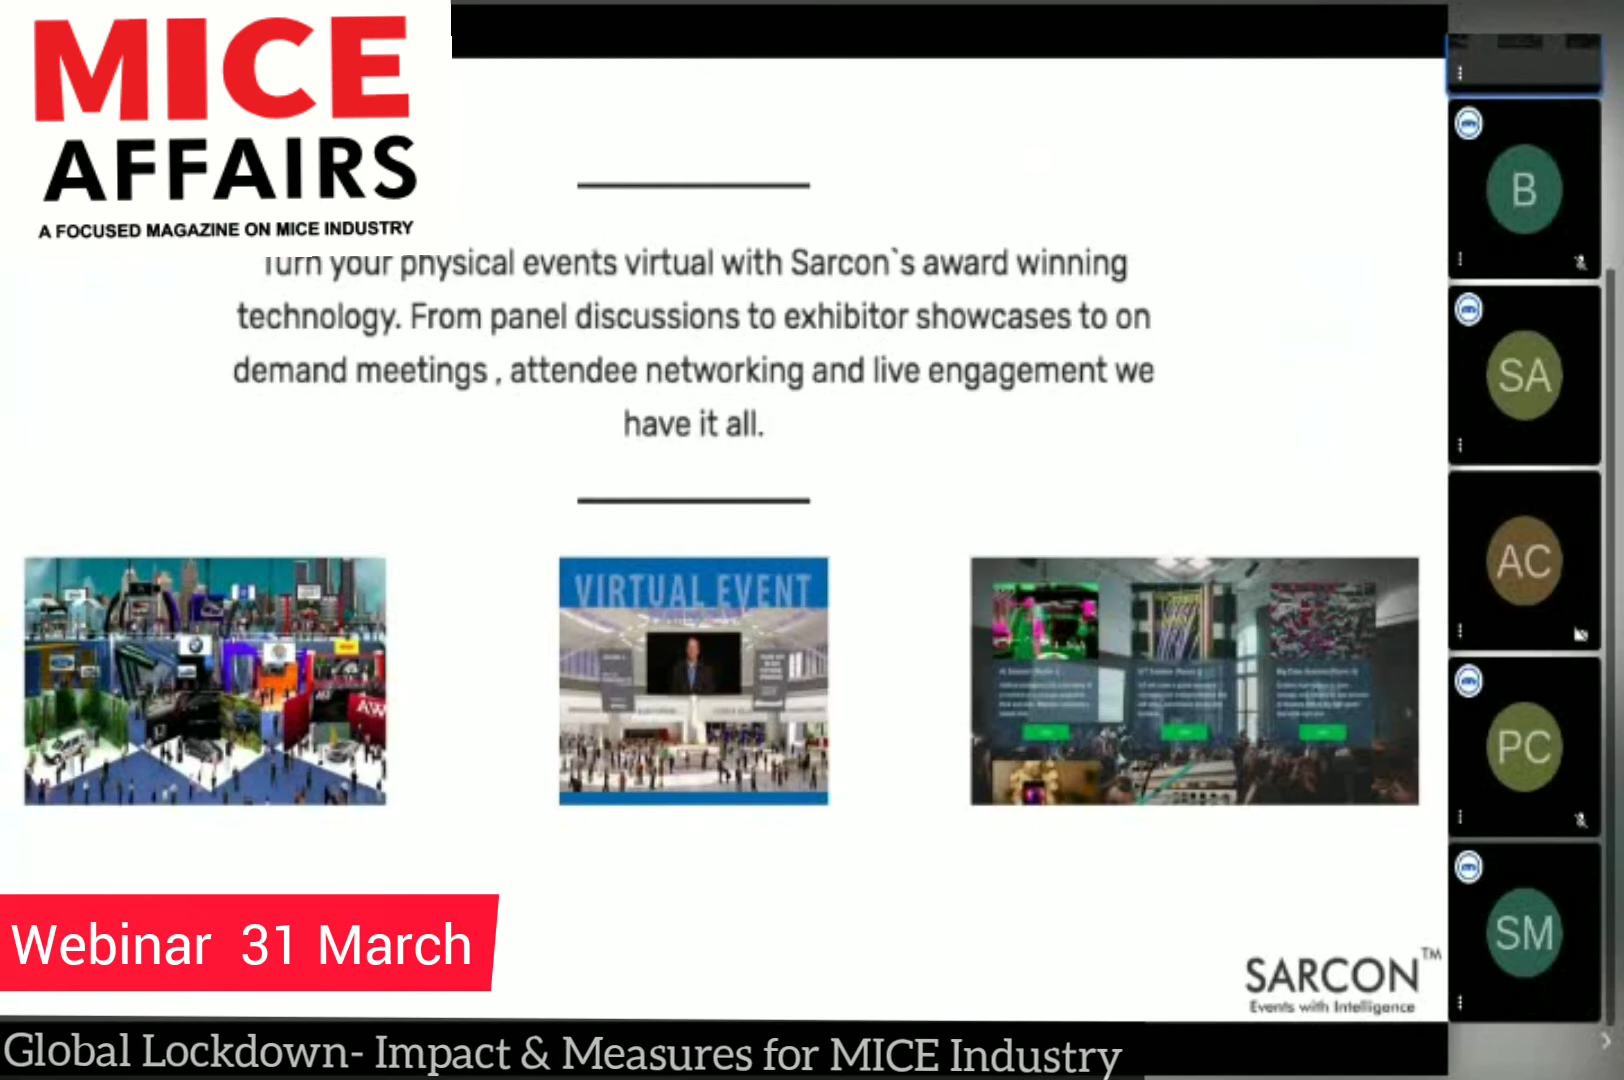 MICE
AFFAIRS
A FOCUSED MAGAZINE ON MICE INDUSTRY
Turn your physical events virtual with Sarcon`s award winning
technology. From panel discussions to exhibitor showcases to on
demand meetings , attendee networking and live engagement we
have it all.
VIRTUAL EVENT
Webinar 31 March
SARCON™
Events with Intelligence
Global Lockdown- Impact & Measures for MICE Industry
B
SA
AC
PC
SM